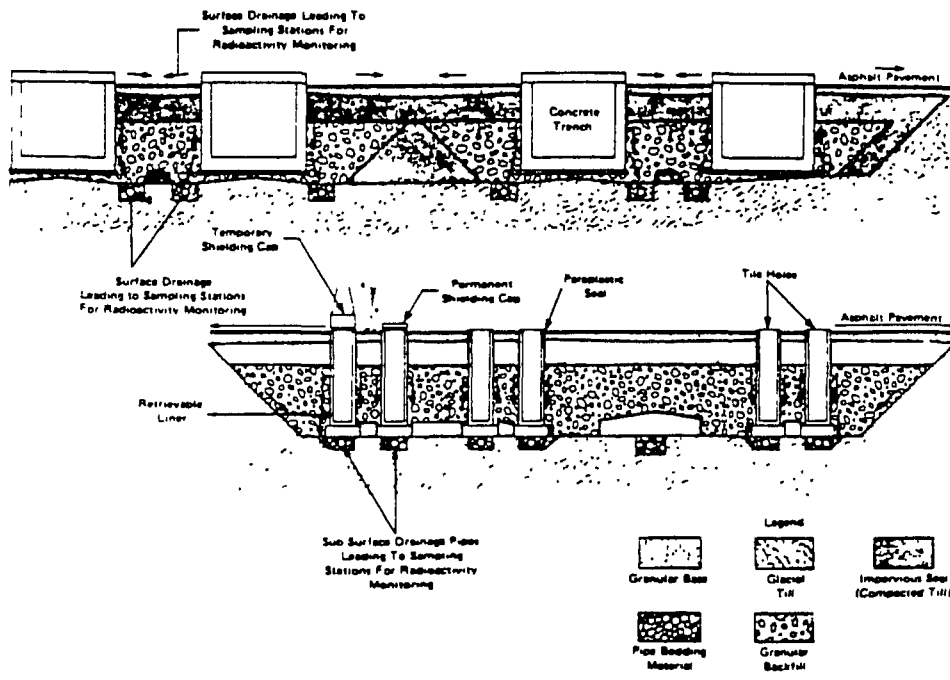 Surface Drainage Leading To
Sampling Stations For
Radioactivity Monitoring
Asphalt Pavement
Concrete
Trench
Temporary
Shielding Cap
Surface Drainage
Leading to Sampling Stations
For Radioactivity Monitoring
Permanent
Shielding Cap
Paraplastic
Seal
Tile Holes
Asphalt Pavement
Retrievable
Liner
Sub Surface Drainage Pipes
Leading To Sampling
Stations For Radioactivity
Monitoring
Legend
Granular Base
Glacial
Till
Impervious Seal
(Compacted Till)
Pipe Bedding
Material
Granular
Backfill